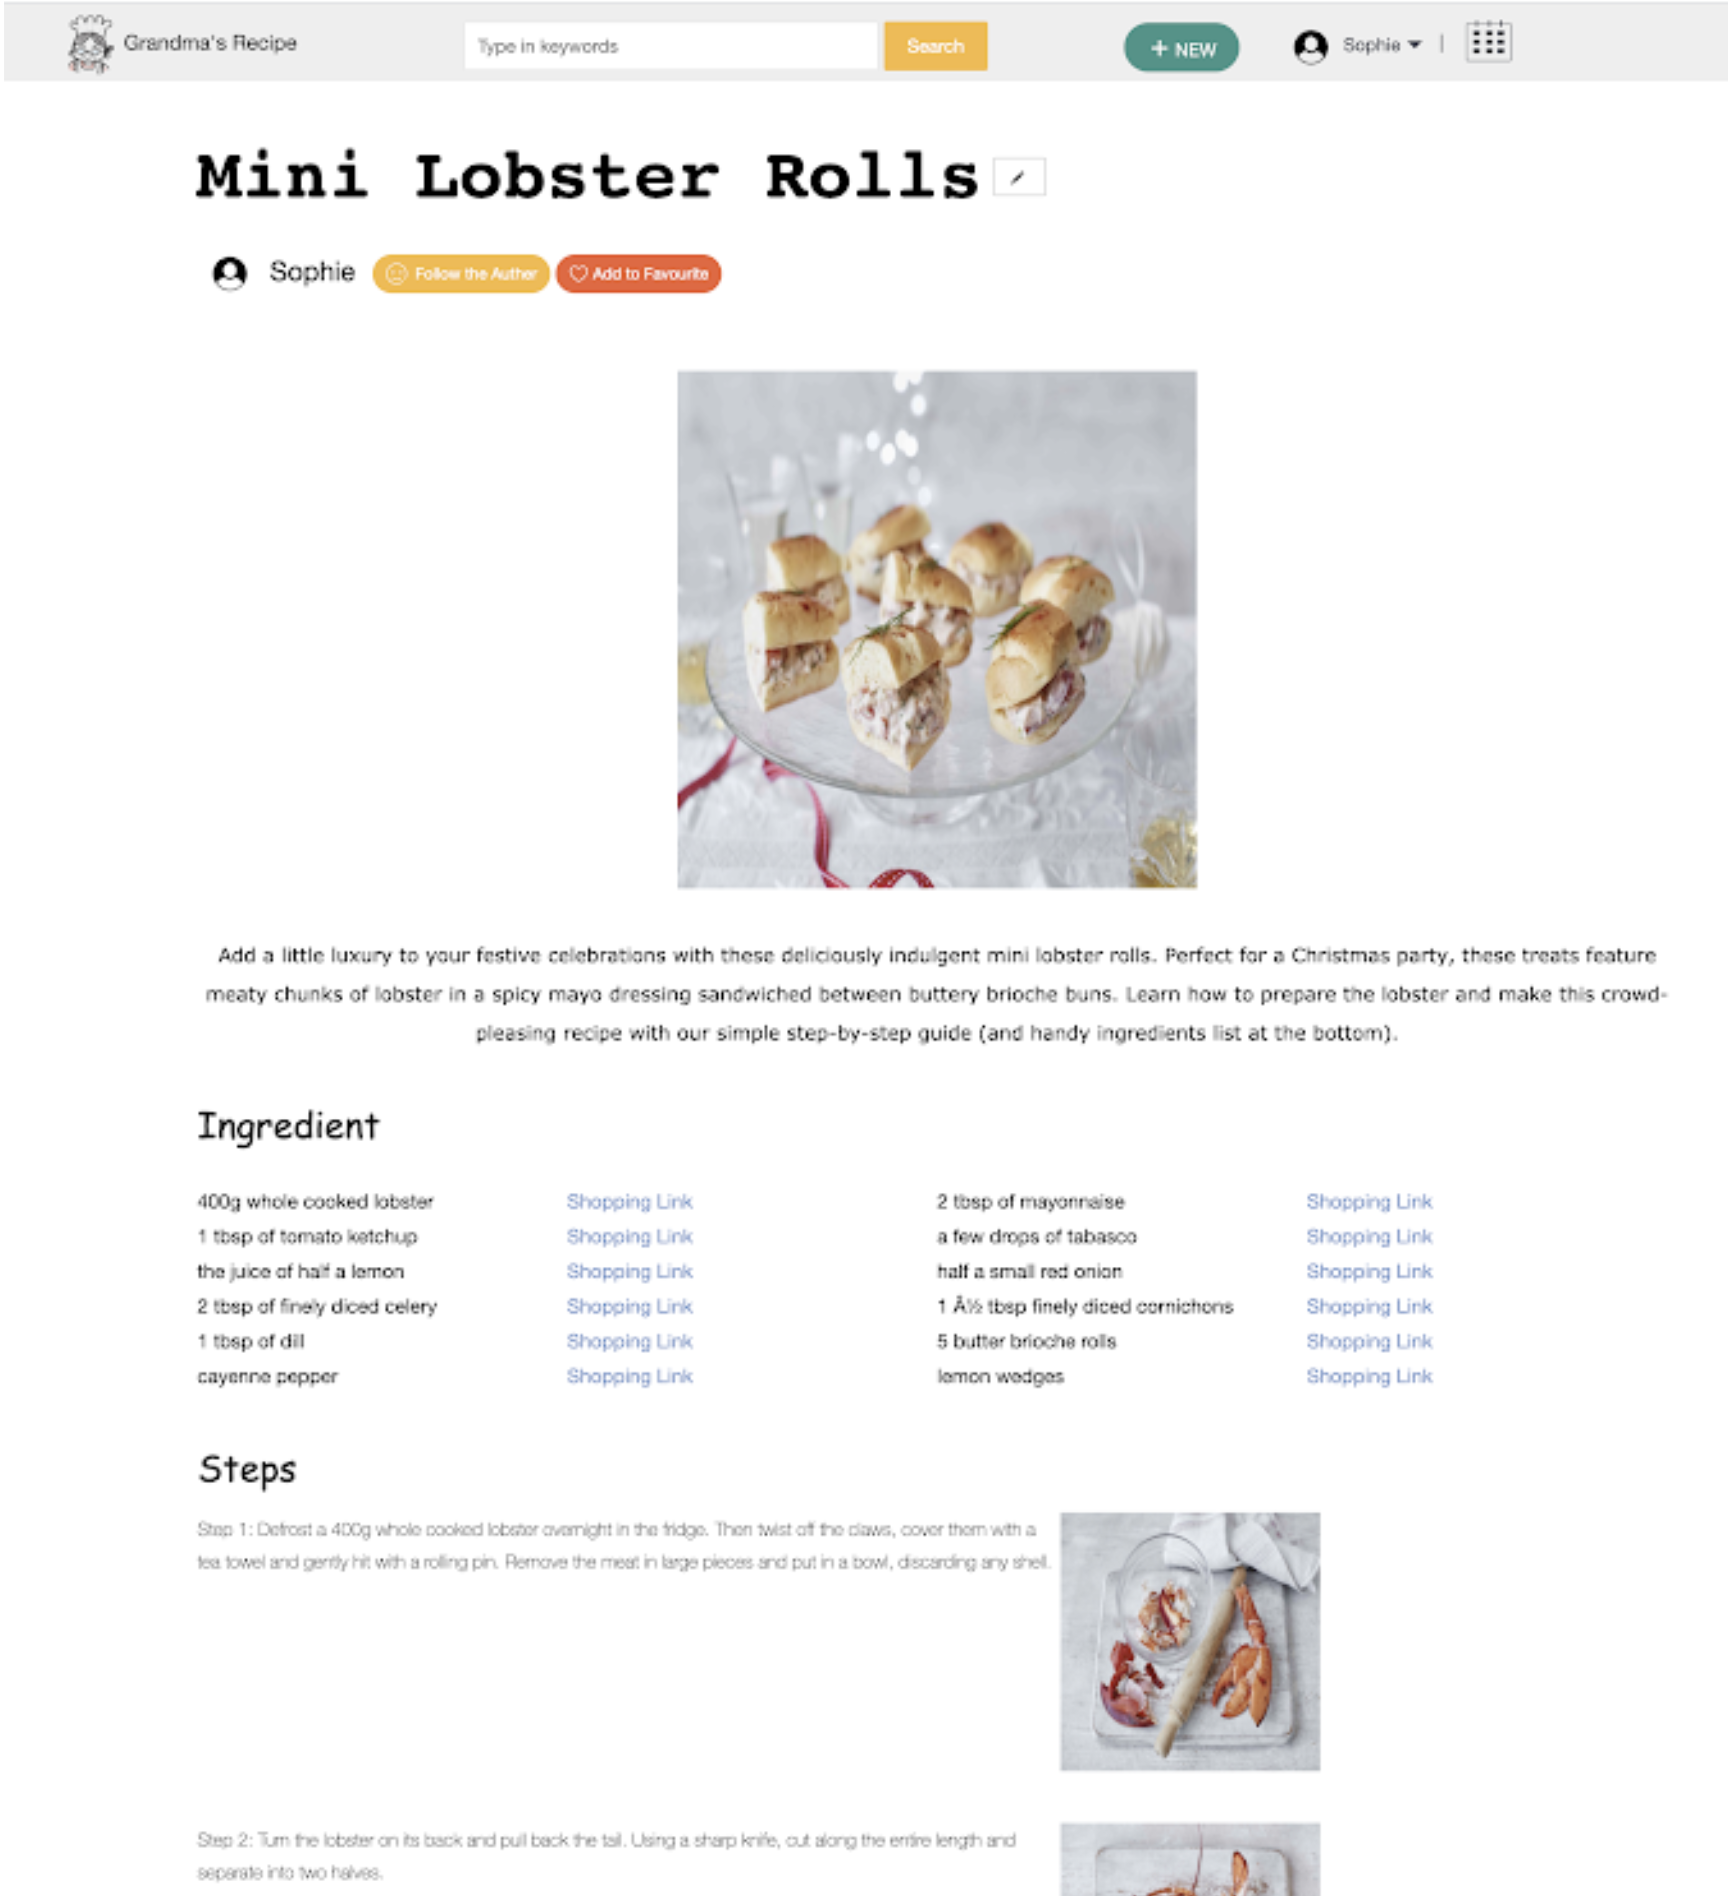 Grandma's Recipe
Type in keywords
Search
+ NEW
Sophie
|
Mini Lobster Rolls
Sophie
Follow the Auther
Add to Favourite
Add a little luxury to your festive celebrations with these deliciously indulgent mini lobster rolls. Perfect for a Christmas party, these treats feature
meaty chunks of lobster in a spicy mayo dressing sandwiched between buttery brioche buns. Learn how to prepare the lobster and make this crowd-
pleasing recipe with our simple step-by-step guide (and handy ingredients list at the bottom).
Ingredient
400g whole cooked lobster Shopping Link 2 tbsp of mayonnaise Shopping Link
1 tbsp of tomato ketchup Shopping Link a few drops of tabasco Shopping Link
the juice of half a lemon Shopping Link half a small red onion Shopping Link
2 tbsp of finely diced celery Shopping Link 1 Â½ tbsp finely diced cornichons Shopping Link
1 tbsp of dill Shopping Link 5 butter brioche rolls Shopping Link
cayenne pepper Shopping Link lemon wedges Shopping Link
Steps
Step 1: Defrost a 400g whole cooked lobster overnight in the fridge. Then twist off the claws, cover them with a
tea towel and gently hit with a rolling pin. Remove the meat in large pieces and put in a bowl, discarding any shell.
Step 2: Turn the lobster on its back and pull back the tail. Using a sharp knife, cut along the entire length and
separate into two halves.